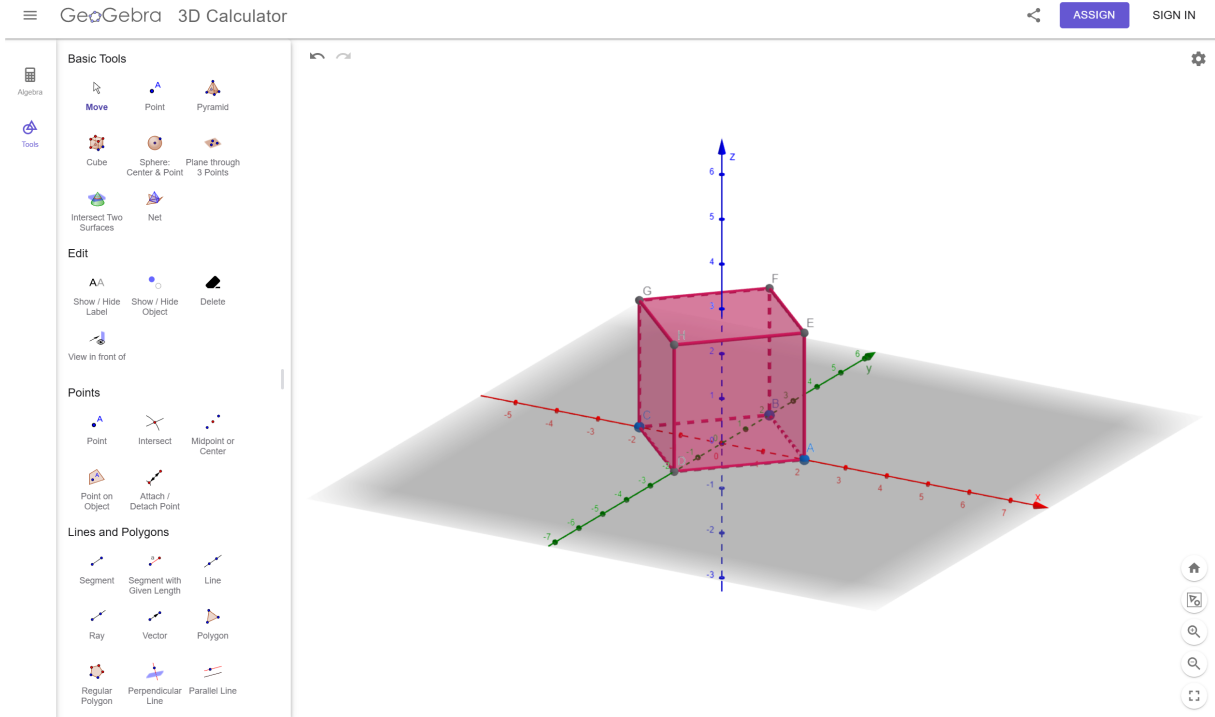 GeoGebra 3D Calculator
ASSIGN
SIGN IN
Algebra
Tools
Basic Tools
Move
Point
Pyramid
Cube
Sphere:
Center & Point
Plane through
3 Points
Intersect Two
Surfaces
Net
Edit
Show / Hide
Label
Show / Hide
Object
Delete
View in front of
Points
Point
Intersect
Midpoint or
Center
Point on
Object
Attach /
Detach Point
Lines and Polygons
Segment
Segment with
Given Length
Line
Ray
Vector
Polygon
Regular
Polygon
Perpendicular
Line
Parallel Line
z
6
5
4
3
2
1
0
-1
-2
-3
G
F
H
E
C
B
A
-5
-4
-3
-2
0
2
3
4
5
6
7
x
-7
-6
-5
-4
-3
-1
3
4
5
6
y